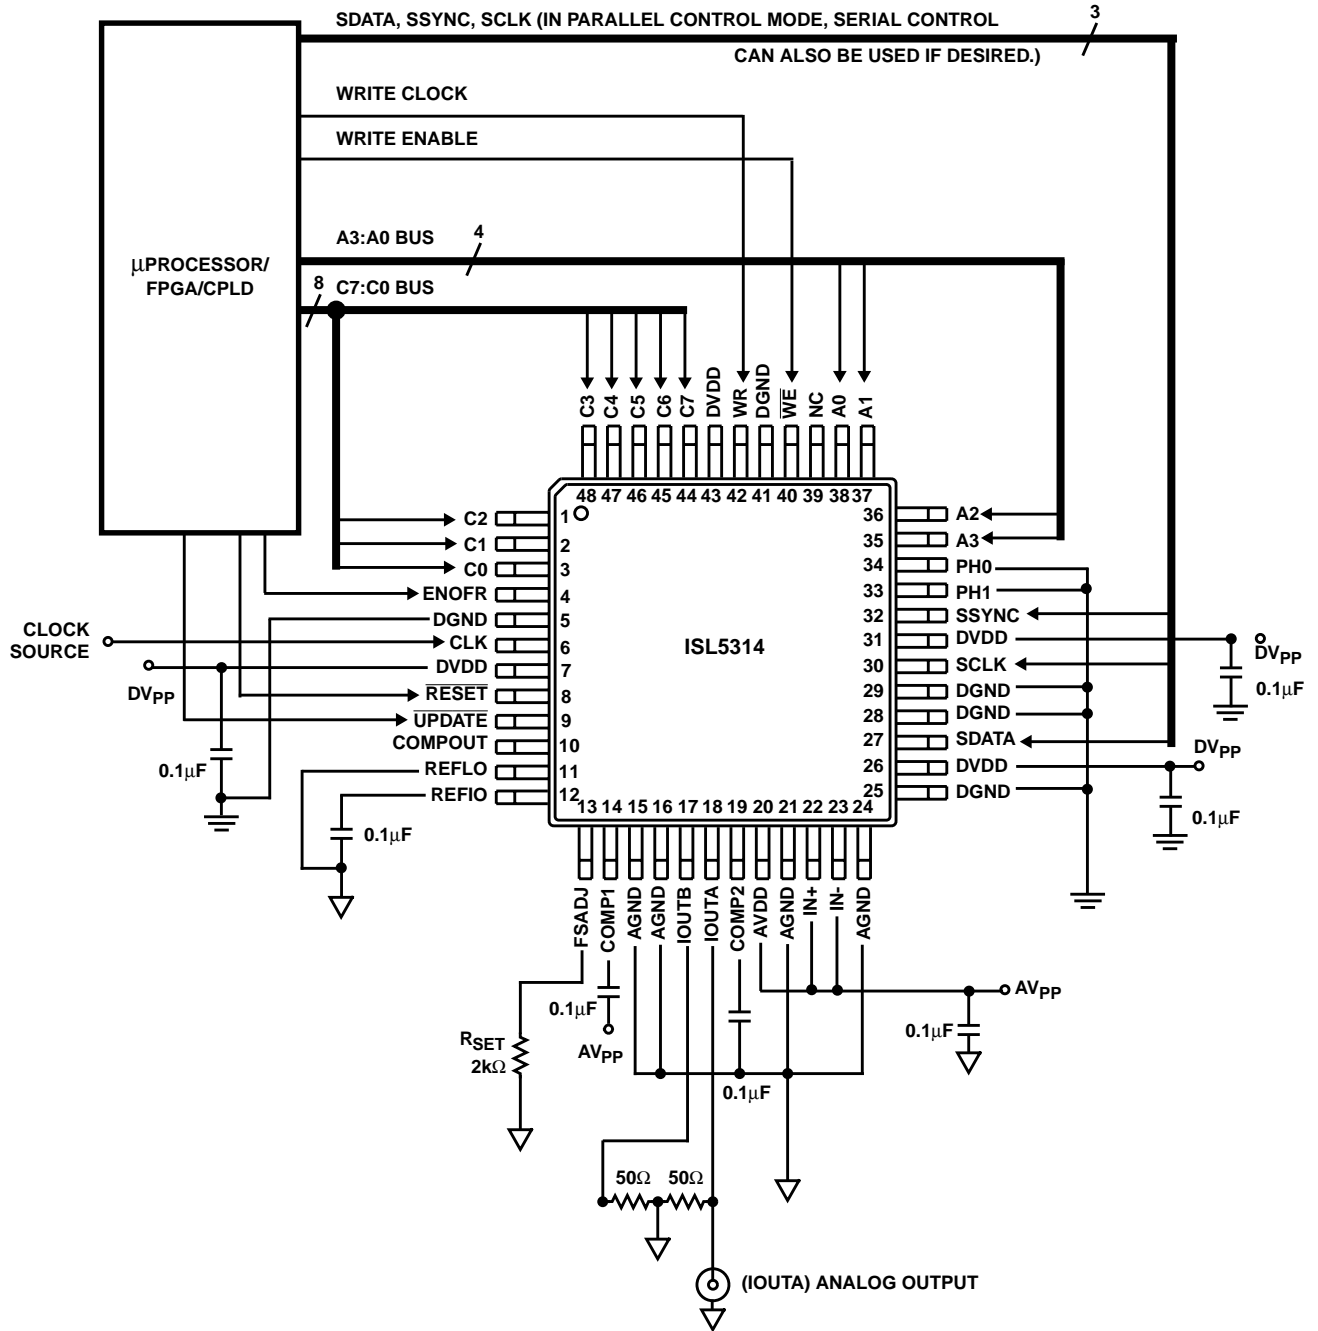 SDATA, SSYNC, SCLK (IN PARALLEL CONTROL MODE, SERIAL CONTROL
3
CAN ALSO BE USED IF DESIRED.)
WRITE CLOCK
WRITE ENABLE
A3:A0 BUS
4
µPROCESSOR/
FPGA/CPLD
8
C7:C0 BUS
C3
C4
C5
C6
C7
DVDD
WR
DGND
WE
NC
A0
A1
48 47 46 45 44 43 42 41 40 39 38 37
C2 1
C1 2
C0 3
ENOFR 4
DGND 5
CLOCK
SOURCE
CLK 6
DVDD 7
DVPP
RESET 8
UPDATE 9
COMPOUT 10
0.1µF
REFLO 11
REFIO 12
0.1µF
ISL5314
36 A2
35 A3
34 PH0
33 PH1
32 SSYNC
31 DVDD
DVPP
30 SCLK
0.1µF
29 DGND
28 DGND
27 SDATA
DVPP
26 DVDD
25 DGND
0.1µF
13 14 15 16 17 18 19 20 21 22 23 24
FSADJ
COMP1
AGND
AGND
IOUTB
IOUTA
COMP2
AVDD
AGND
IN+
IN-
AGND
0.1µF
AVPP
AVPP
0.1µF
RSET
2kΩ
0.1µF
50Ω 50Ω
(IOUTA) ANALOG OUTPUT